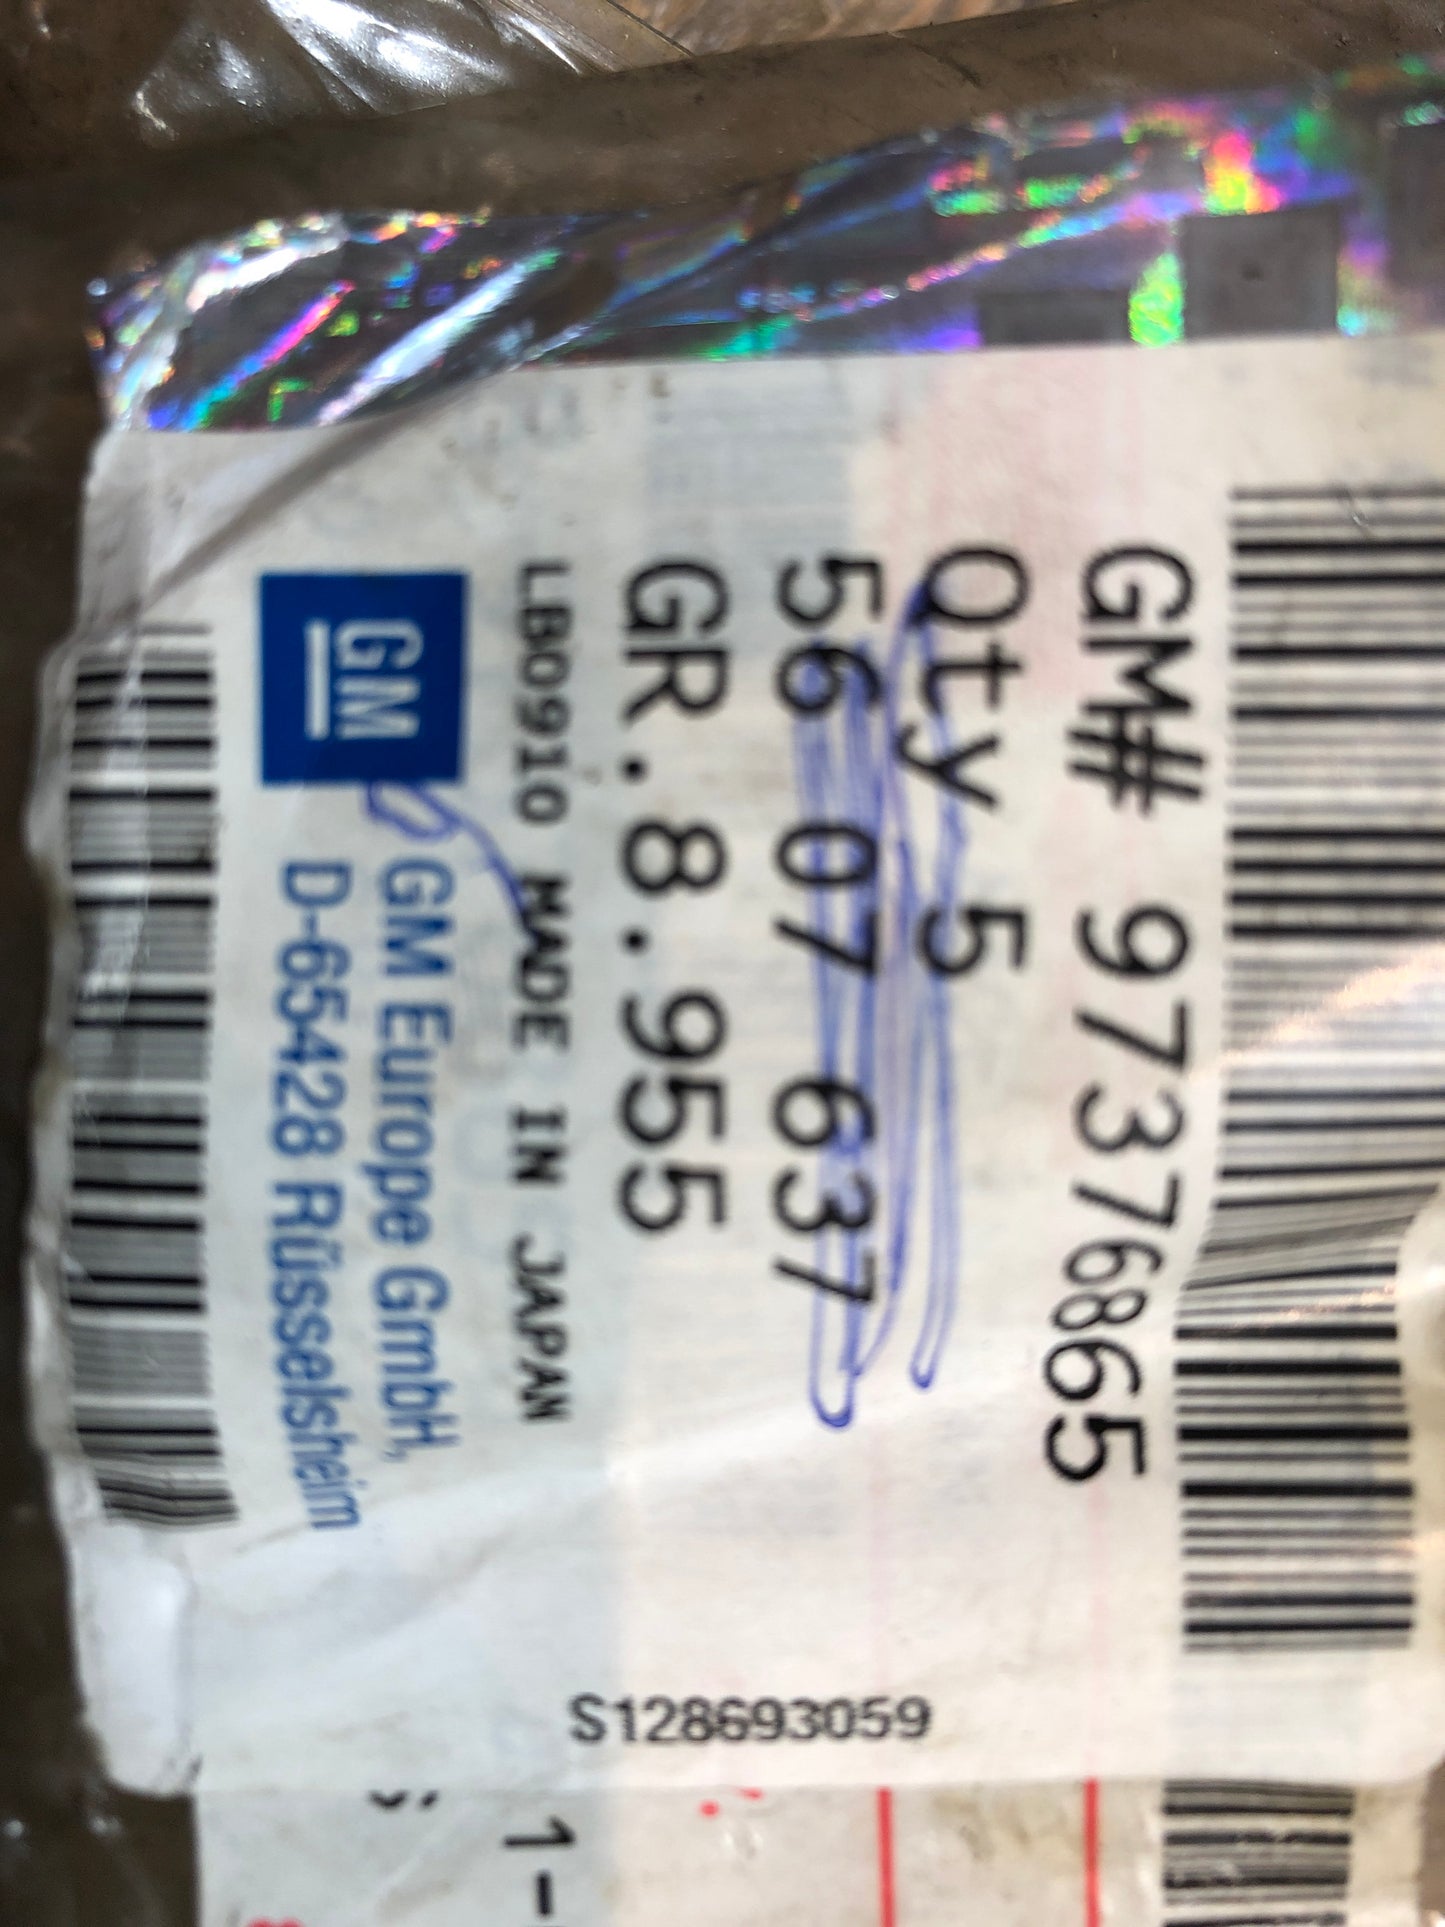 GM# 97376865
Qty 5
56 07 637
GR.8.955
LB0910 MADE IN JAPAN
GM
GM Europe GmbH,
D-65428 Rüsselsheim
S128693059